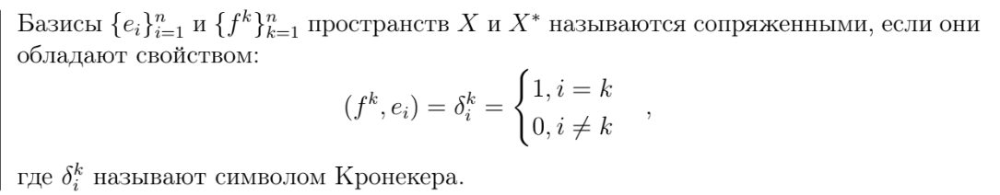 Базисы $\{e_i\}_{i=1}^n$ и $\{f^k\}_{k=1}^n$ пространств $X$ и $X^*$ называются сопряженными, если они
обладают свойством:
$(f^k, e_i) = \delta_i^k = \begin{cases} 1, i = k \\ 0, i \neq k \end{cases}$ ,
где $\delta_i^k$ называют символом Кронекера.